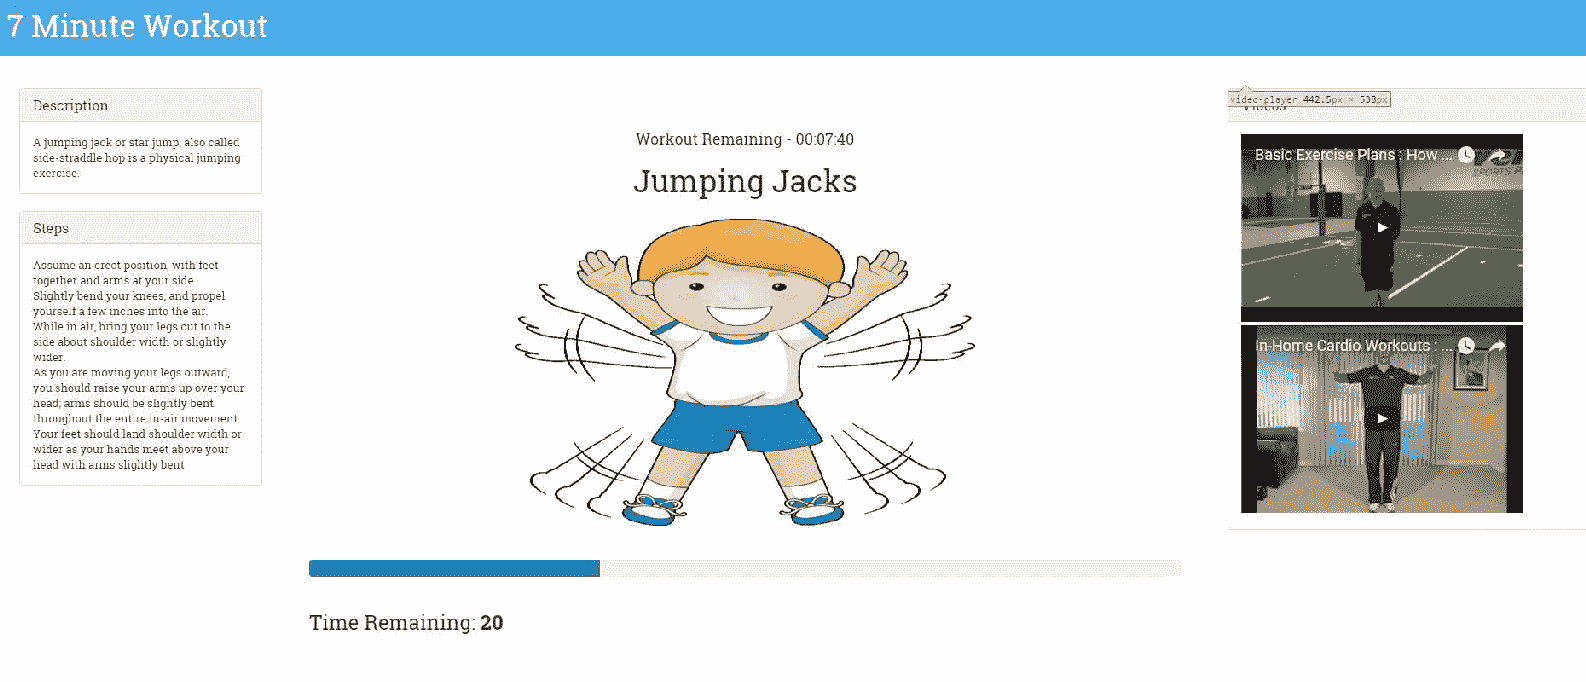 7 Minute Workout
Description
A jumping jack or star jump, also called
side-straddle hop is a physical jumping
exercise.
Steps
Assume an erect position, with feet
together and arms at your side
Slightly bend your knees, and propel
yourself a few inches into the air.
While in air, bring your legs out to the
side about shoulder width or slightly
wider.
As you are moving your legs outward,
you should raise your arms up over your
head; arms should be slightly bent
throughout the entire in-air movement.
Your feet should land shoulder width or
wider as your hands meet above your
head with arms slightly bent
Workout Remaining - 00:07:40
Jumping Jacks
Time Remaining: 20
video-player 442.5px × 538px
Basic Exercise Plans : How ...
In-Home Cardio Workouts : ...